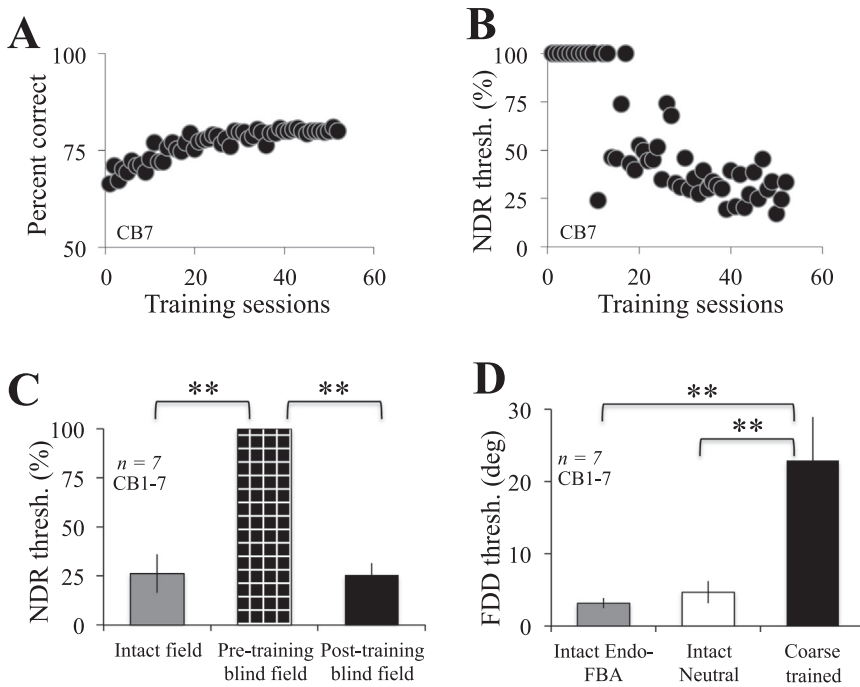 A
Percent correct
100
75
50
CB7
0
20
40
60
Training sessions
B
NDR thresh. (%)
100
75
50
25
0
CB7
0
20
40
60
Training sessions
C
NDR thresh. (%)
100
75
50
25
0
**
**
n = 7
CB1-7
Intact field
Pre-training
blind field
Post-training
blind field
D
FDD thresh. (deg)
30
20
10
0
**
**
n = 7
CB1-7
Intact Endo-
FBA
Intact
Neutral
Coarse
trained